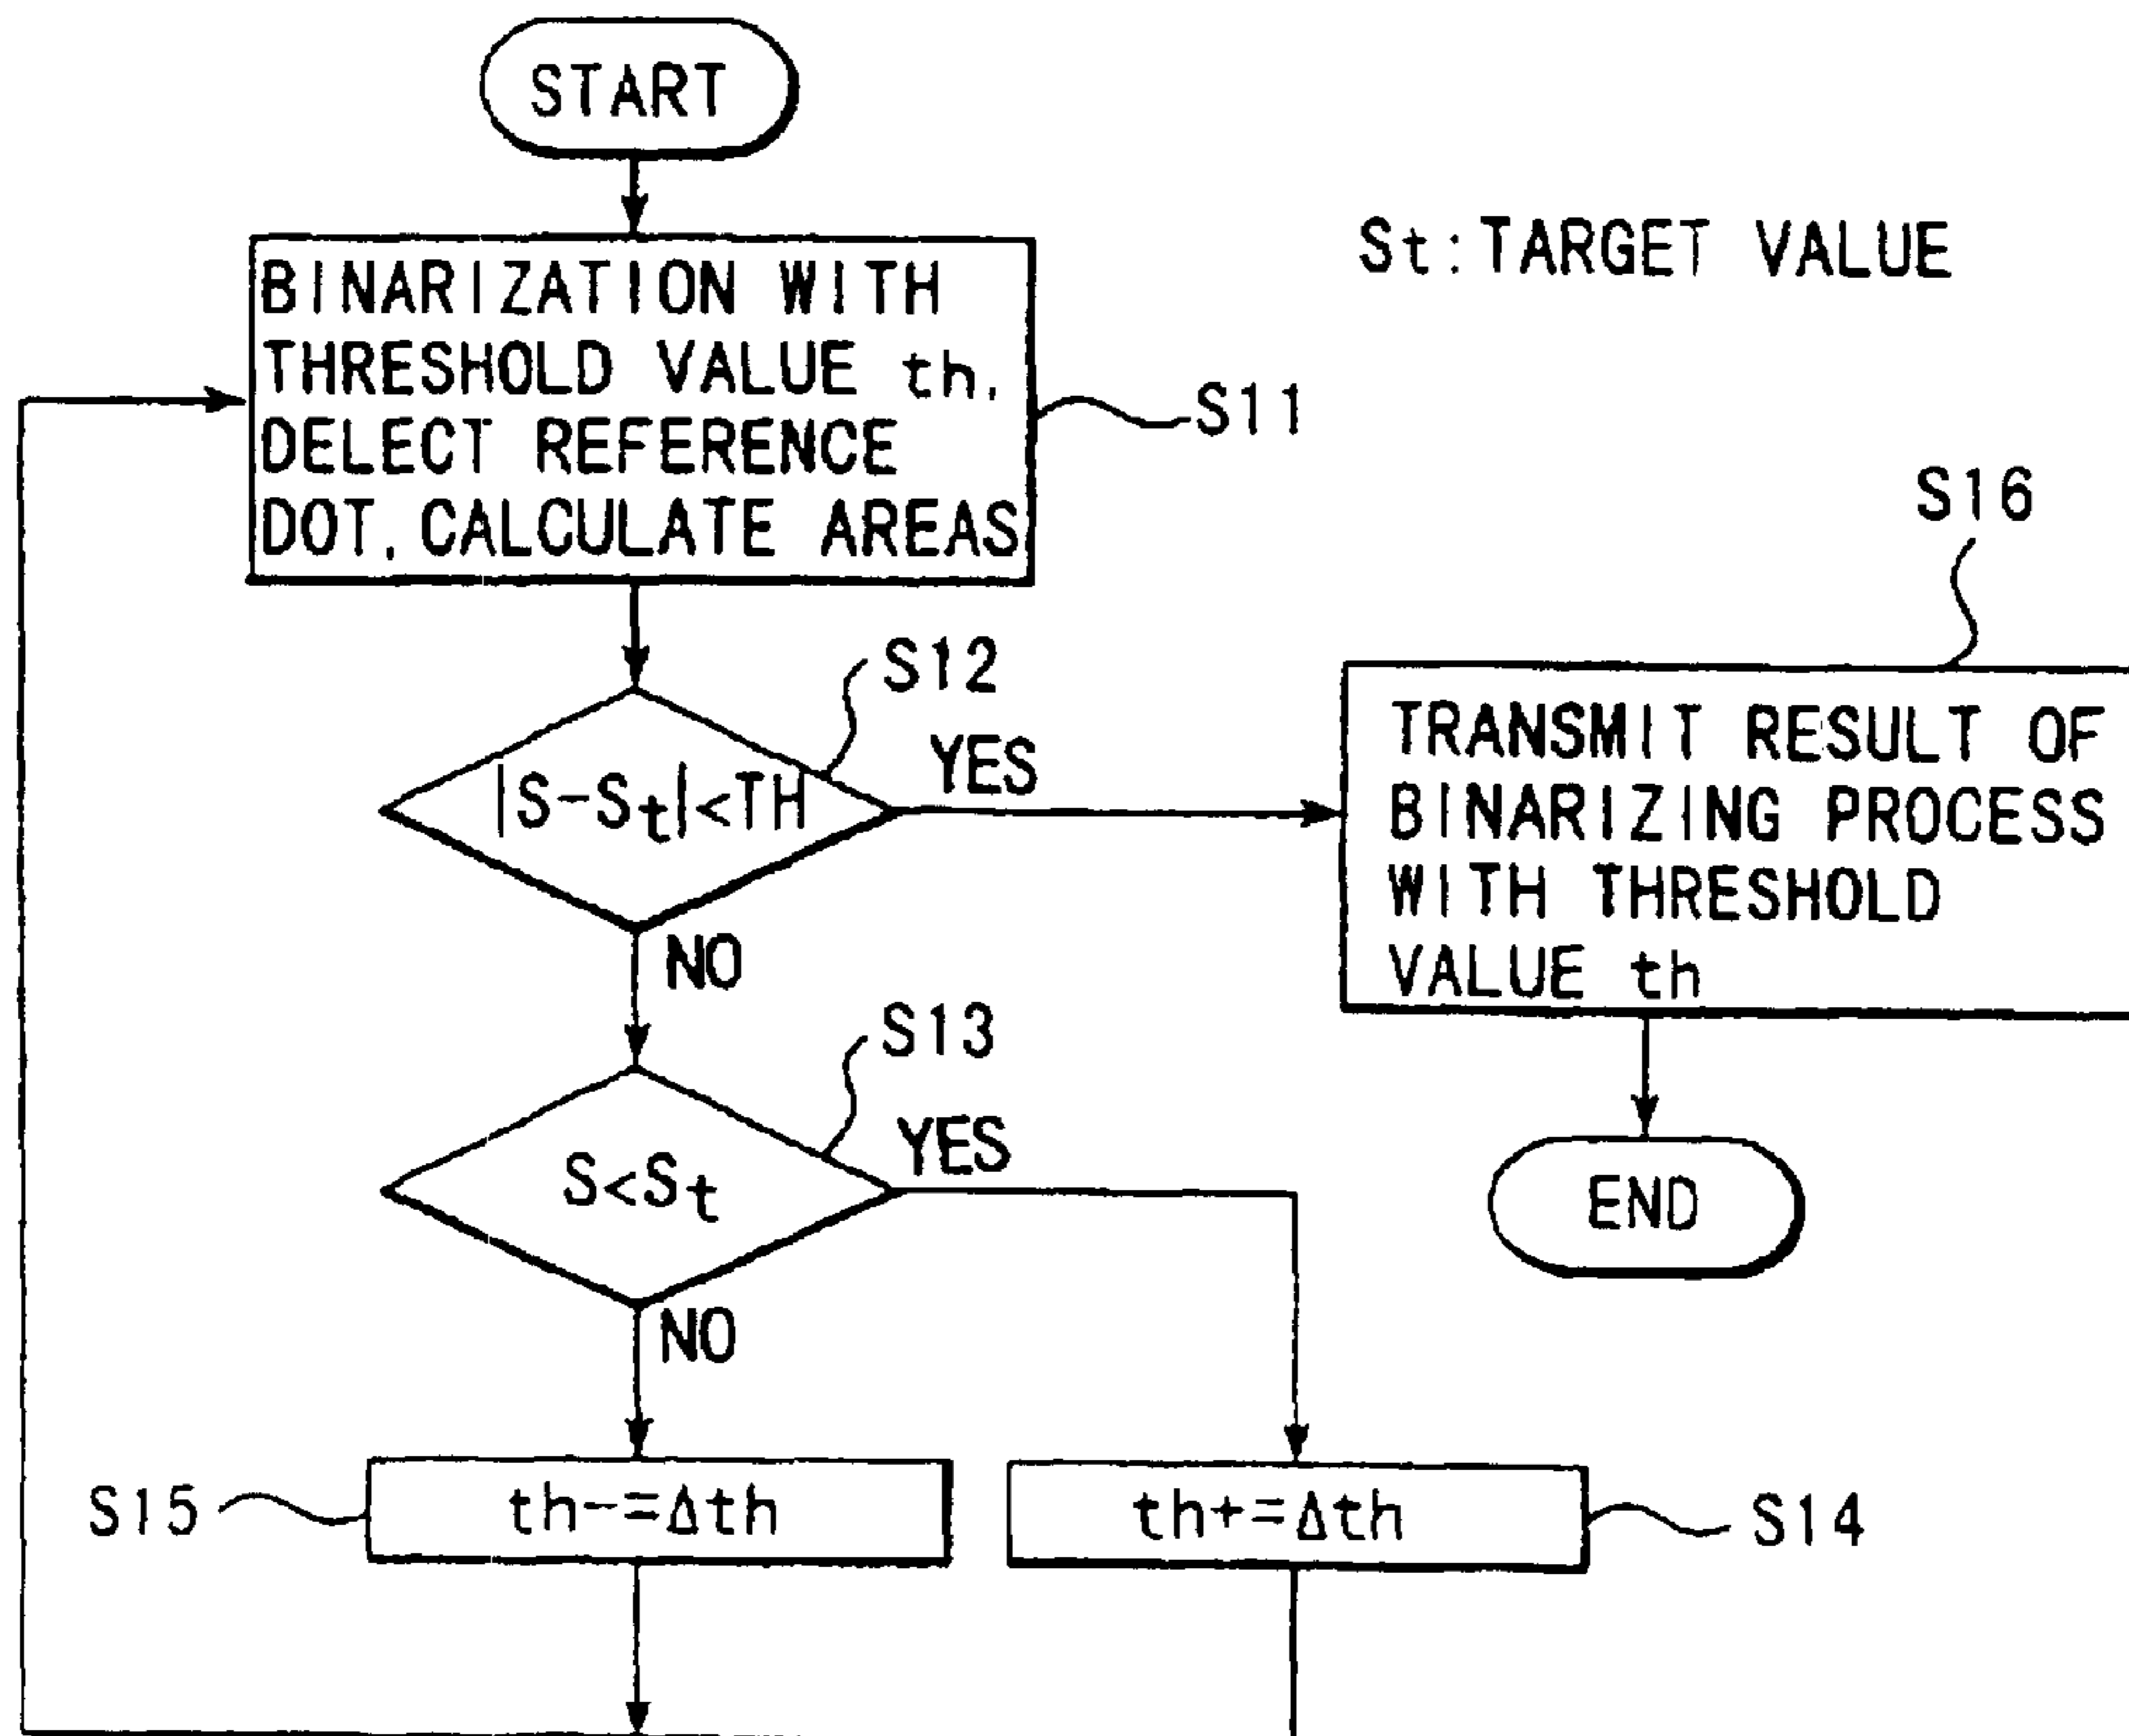 START
St:TARGET VALUE
BINARIZATION WITH
THRESHOLD VALUE th,
DELECT REFERENCE
DOT, CALCULATE AREAS
S11
S16
S12
YES
|S-St|<TH
TRANSMIT RESULT OF
BINARIZING PROCESS
WITH THRESHOLD
VALUE th
NO
S13
YES
S<St
END
NO
S15
th-=Δth
th+=Δth
S14